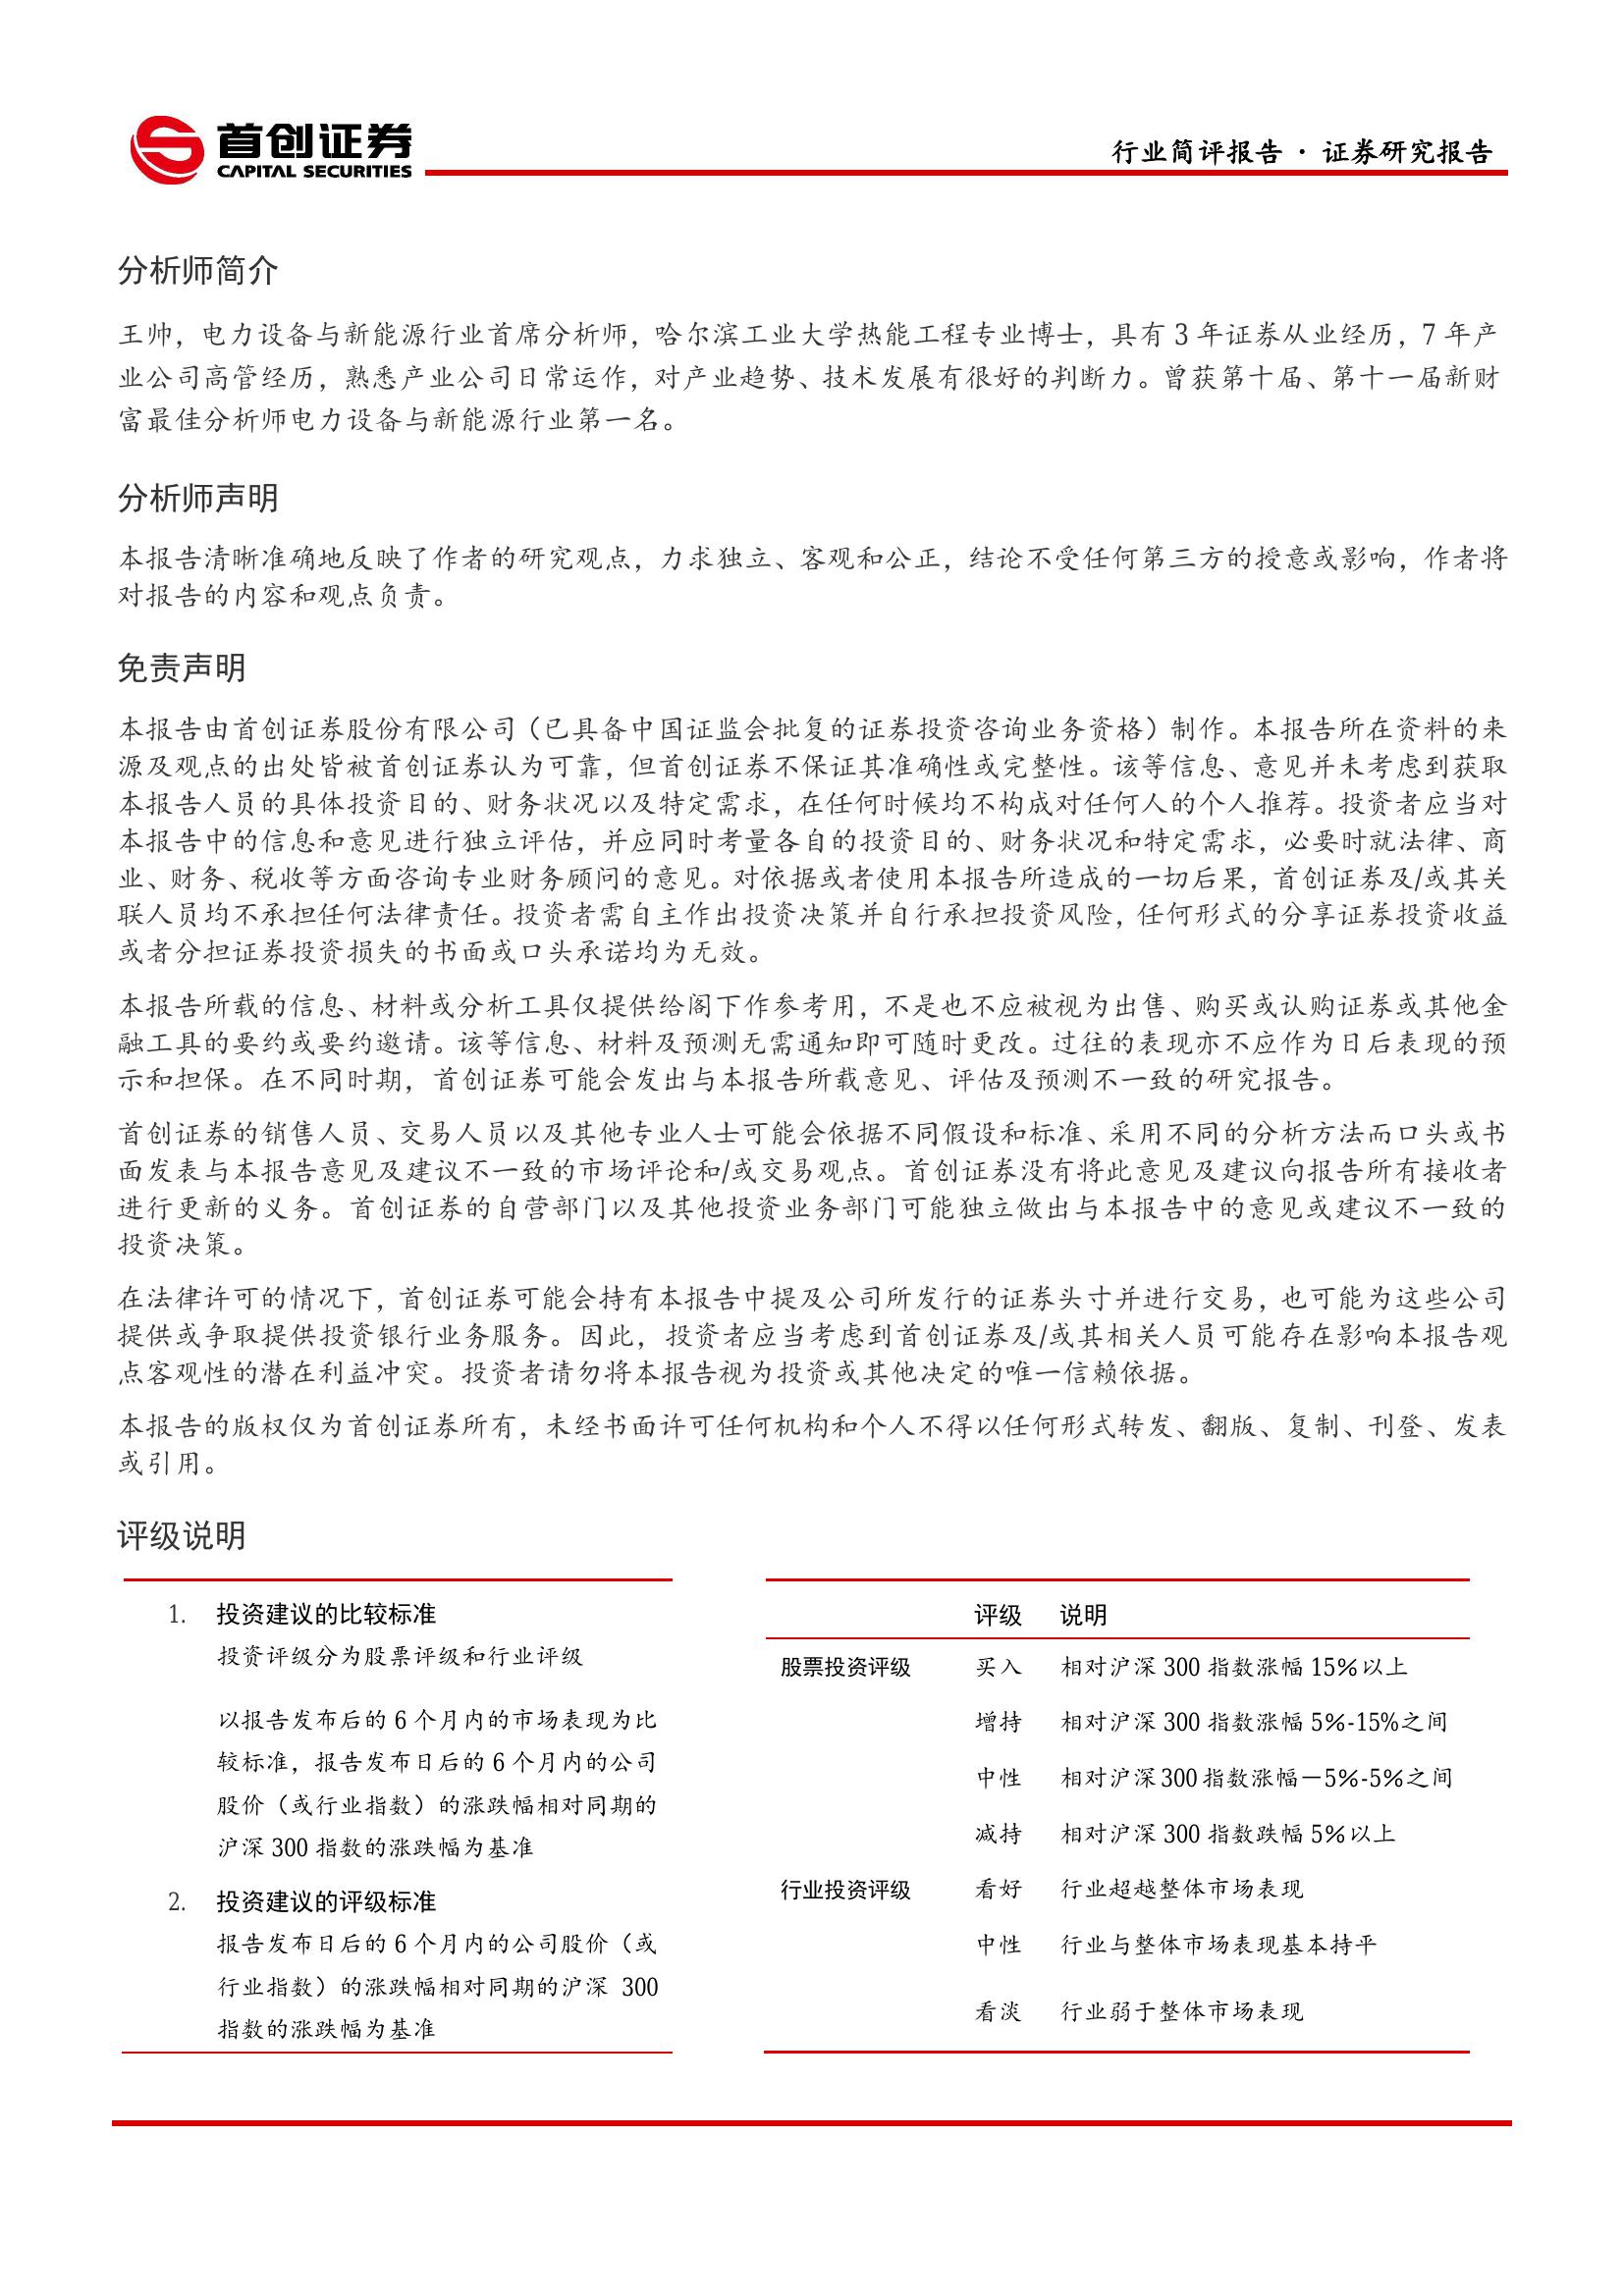 首创证券
CAPITAL SECURITIES
行业简评报告 · 证券研究报告
分析师简介
王帅，电力设备与新能源行业首席分析师，哈尔滨工业大学热能工程专业博士，具有 3 年证券从业经历，7 年产
业公司高管经历，熟悉产业公司日常运作，对产业趋势、技术发展有很好的判断力。曾获第十届、第十一届新财
富最佳分析师电力设备与新能源行业第一名。
分析师声明
本报告清晰准确地反映了作者的研究观点，力求独立、客观和公正，结论不受任何第三方的授意或影响，作者将
对报告的内容和观点负责。
免责声明
本报告由首创证券股份有限公司（已具备中国证监会批复的证券投资咨询业务资格）制作。本报告所在资料的来
源及观点的出处皆被首创证券认为可靠，但首创证券不保证其准确性或完整性。该等信息、意见并未考虑到获取
本报告人员的具体投资目的、财务状况以及特定需求，在任何时候均不构成对任何人的个人推荐。投资者应当对
本报告中的信息和意见进行独立评估，并应同时考量各自的投资目的、财务状况和特定需求，必要时就法律、商
业、财务、税收等方面咨询专业财务顾问的意见。对依据或者使用本报告所造成的一切后果，首创证券及/或其关
联人员均不承担任何法律责任。投资者需自主作出投资决策并自行承担投资风险，任何形式的分享证券投资收益
或者分担证券投资损失的书面或口头承诺均为无效。
本报告所载的信息、材料或分析工具仅提供给阁下作参考用，不是也不应被视为出售、购买或认购证券或其他金
融工具的要约或要约邀请。该等信息、材料及预测无需通知即可随时更改。过往的表现亦不应作为日后表现的预
示和担保。在不同时期，首创证券可能会发出与本报告所载意见、评估及预测不一致的研究报告。
首创证券的销售人员、交易人员以及其他专业人士可能会依据不同假设和标准、采用不同的分析方法而口头或书
面发表与本报告意见及建议不一致的市场评论和/或交易观点。首创证券没有将此意见及建议向报告所有接收者
进行更新的义务。首创证券的自营部门以及其他投资业务部门可能独立做出与本报告中的意见或建议不一致的
投资决策。
在法律许可的情况下，首创证券可能会持有本报告中提及公司所发行的证券头寸并进行交易，也可能为这些公司
提供或争取提供投资银行业务服务。因此，投资者应当考虑到首创证券及/或其相关人员可能存在影响本报告观
点客观性的潜在利益冲突。投资者请勿将本报告视为投资或其他决定的唯一信赖依据。
本报告的版权仅为首创证券所有，未经书面许可任何机构和个人不得以任何形式转发、翻版、复制、刊登、发表
或引用。
评级说明
1. 投资建议的比较标准
投资评级分为股票评级和行业评级
以报告发布后的 6 个月内的市场表现为比
较标准，报告发布日后的 6 个月内的公司
股价（或行业指数）的涨跌幅相对同期的
沪深 300 指数的涨跌幅为基准
2. 投资建议的评级标准
报告发布日后的 6 个月内的公司股价（或
行业指数）的涨跌幅相对同期的沪深 300
指数的涨跌幅为基准
评级 说明
股票投资评级 买入 相对沪深 300 指数涨幅 15%以上
增持 相对沪深 300 指数涨幅 5%-15%之间
中性 相对沪深 300 指数涨幅－5%-5%之间
减持 相对沪深 300 指数跌幅 5%以上
行业投资评级 看好 行业超越整体市场表现
中性 行业与整体市场表现基本持平
看淡 行业弱于整体市场表现